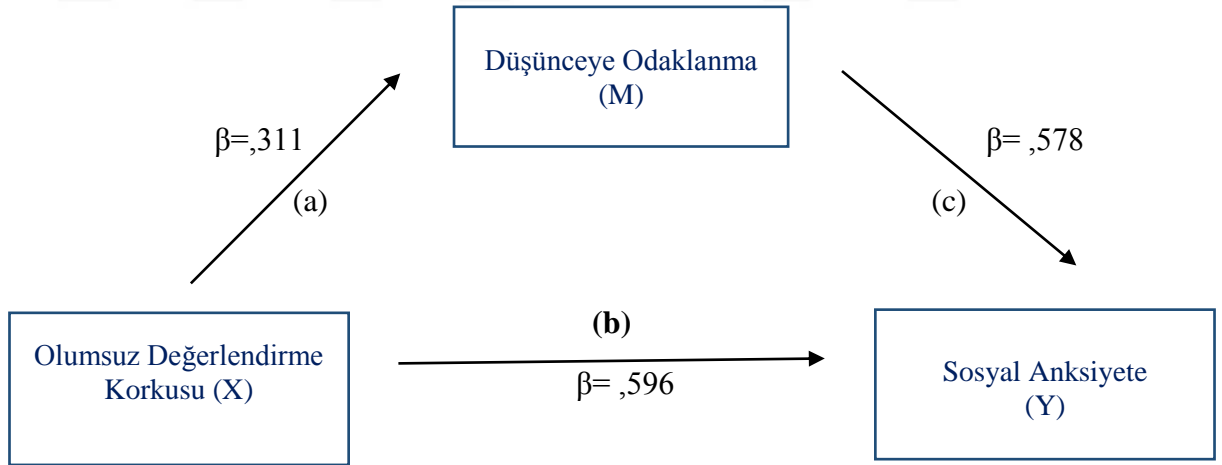 Düşünceye Odaklanma
(M)
β=,311
(a)
β= ,578
(c)
Olumsuz Değerlendirme
Korkusu (X)
(b)
β= ,596
Sosyal Anksiyete
(Y)